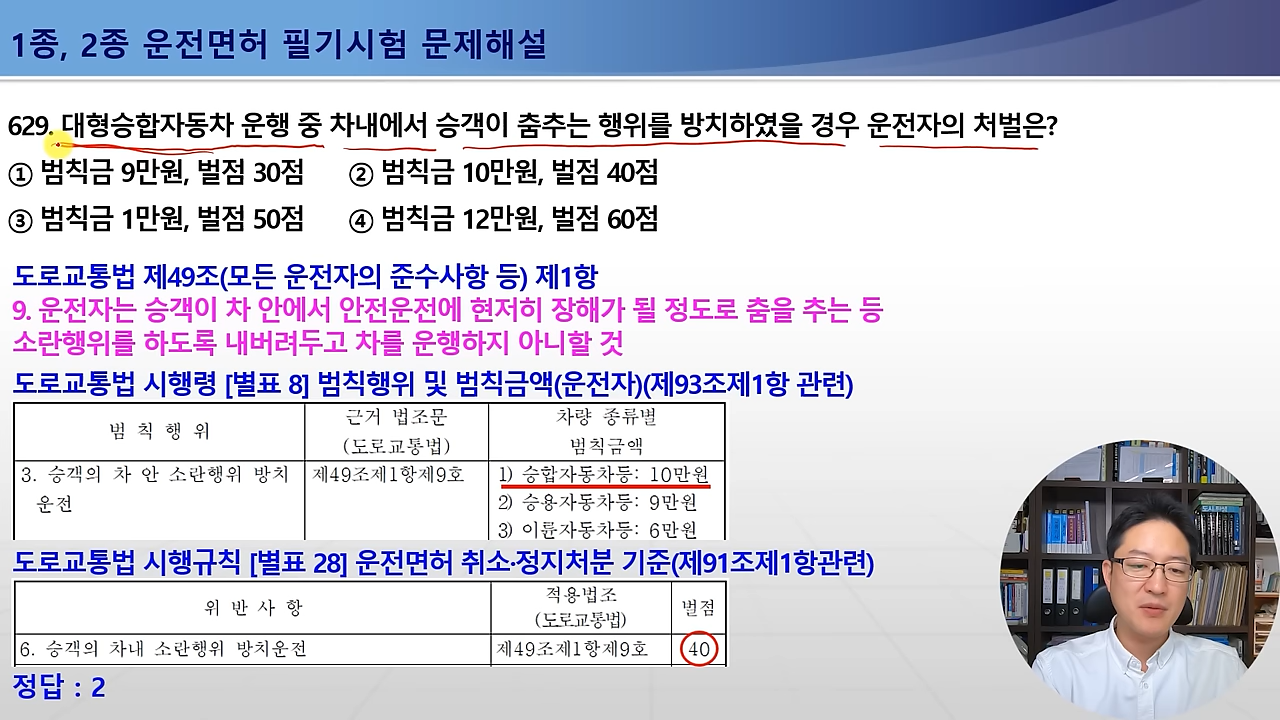 1종, 2종 운전면허 필기시험 문제해설
629. 대형승합자동차 운행 중 차내에서 승객이 춤추는 행위를 방치하였을 경우 운전자의 처벌은?
① 범칙금 9만원, 벌점 30점 ② 범칙금 10만원, 벌점 40점
③ 범칙금 1만원, 벌점 50점 ④ 범칙금 12만원, 벌점 60점
도로교통법 제49조(모든 운전자의 준수사항 등) 제1항
9. 운전자는 승객이 차 안에서 안전운전에 현저히 장해가 될 정도로 춤을 추는 등
소란행위를 하도록 내버려두고 차를 운행하지 아니할 것
도로교통법 시행령 [별표 8] 범칙행위 및 범칙금액(운전자)(제93조제1항 관련)
범 칙 행 위 근거 법조문 차량 종류별
(도로교통법) 범칙금액
3. 승객의 차 안 소란행위 방치 제49조제1항제9호 1) 승합자동차등: 10만원
운전 2) 승용자동차등: 9만원
3) 이륜자동차등: 6만원
도로교통법 시행규칙 [별표 28] 운전면허 취소·정지처분 기준(제91조제1항관련)
위 반 사 항 적용법조 벌점
(도로교통법)
6. 승객의 차내 소란행위 방치운전 제49조제1항제9호 40
정답 : 2